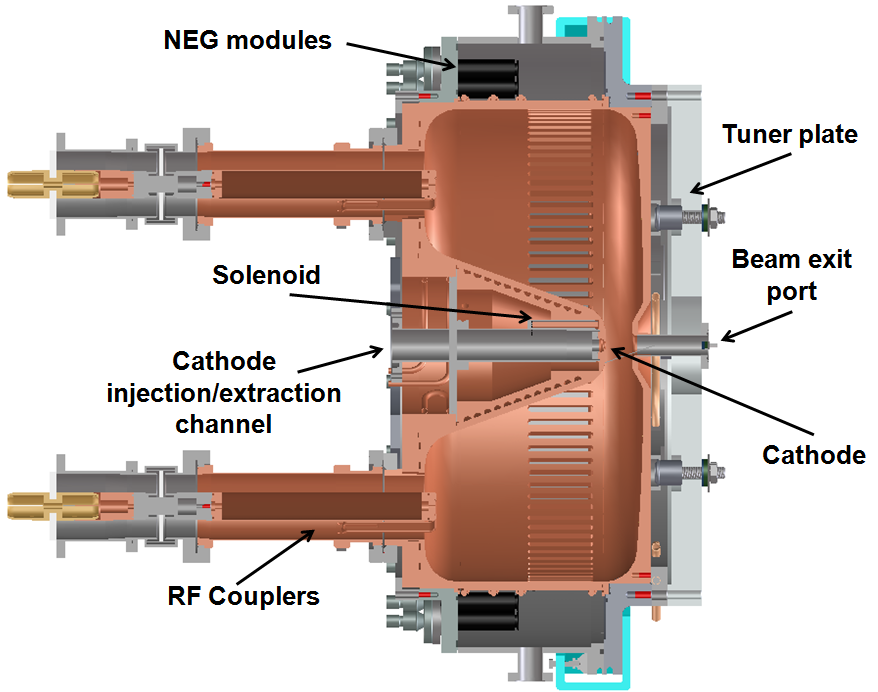 NEG modules
Tuner plate
Solenoid
Beam exit
port
Cathode
injection/extraction
channel
Cathode
RF Couplers